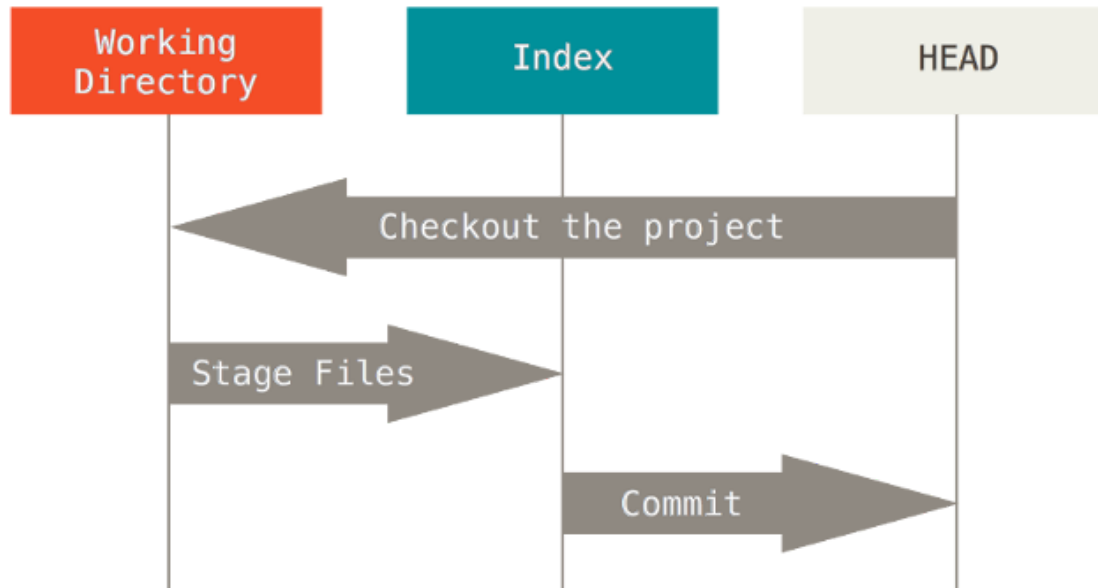 Working
Directory
Index
HEAD
Checkout the project
Stage Files
Commit